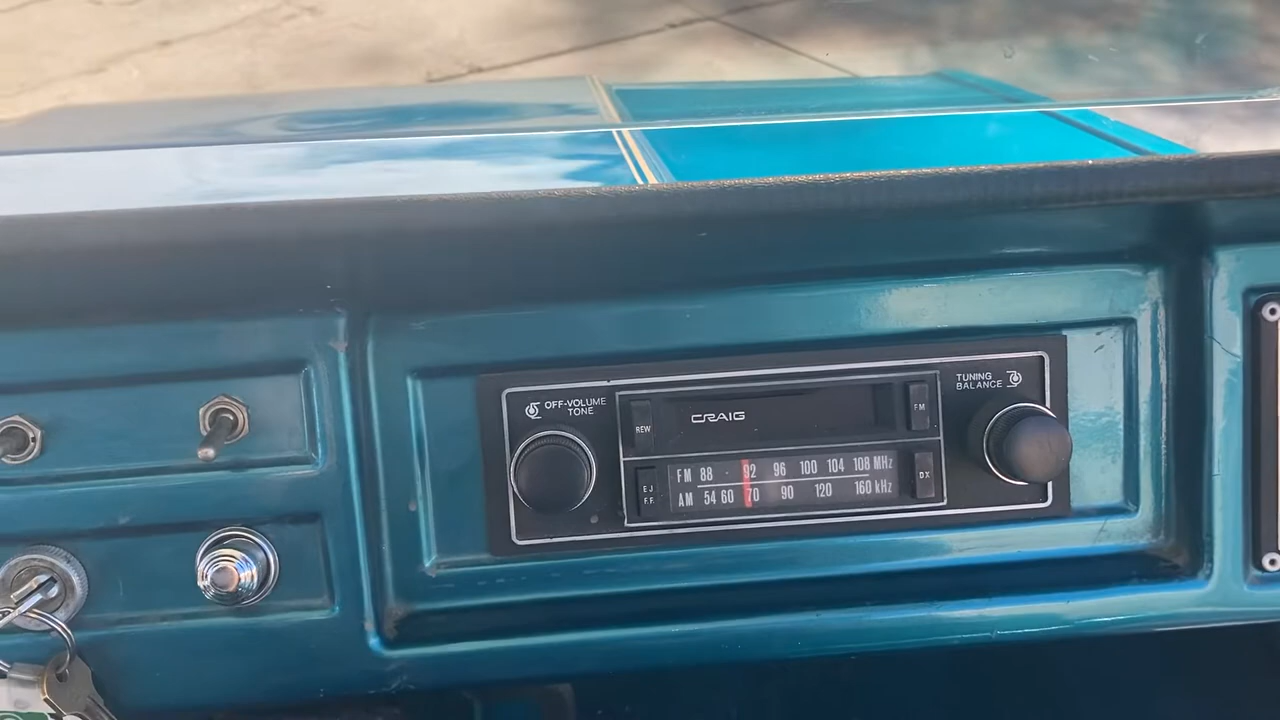 OFF-VOLUME
TONE
REW
CRAIG
FM
TUNING
BALANCE
EJ
F.F.
FM 88 · 92 96 100 104 108 MHz
AM 54 60 70 90 120 160 kHz
DX